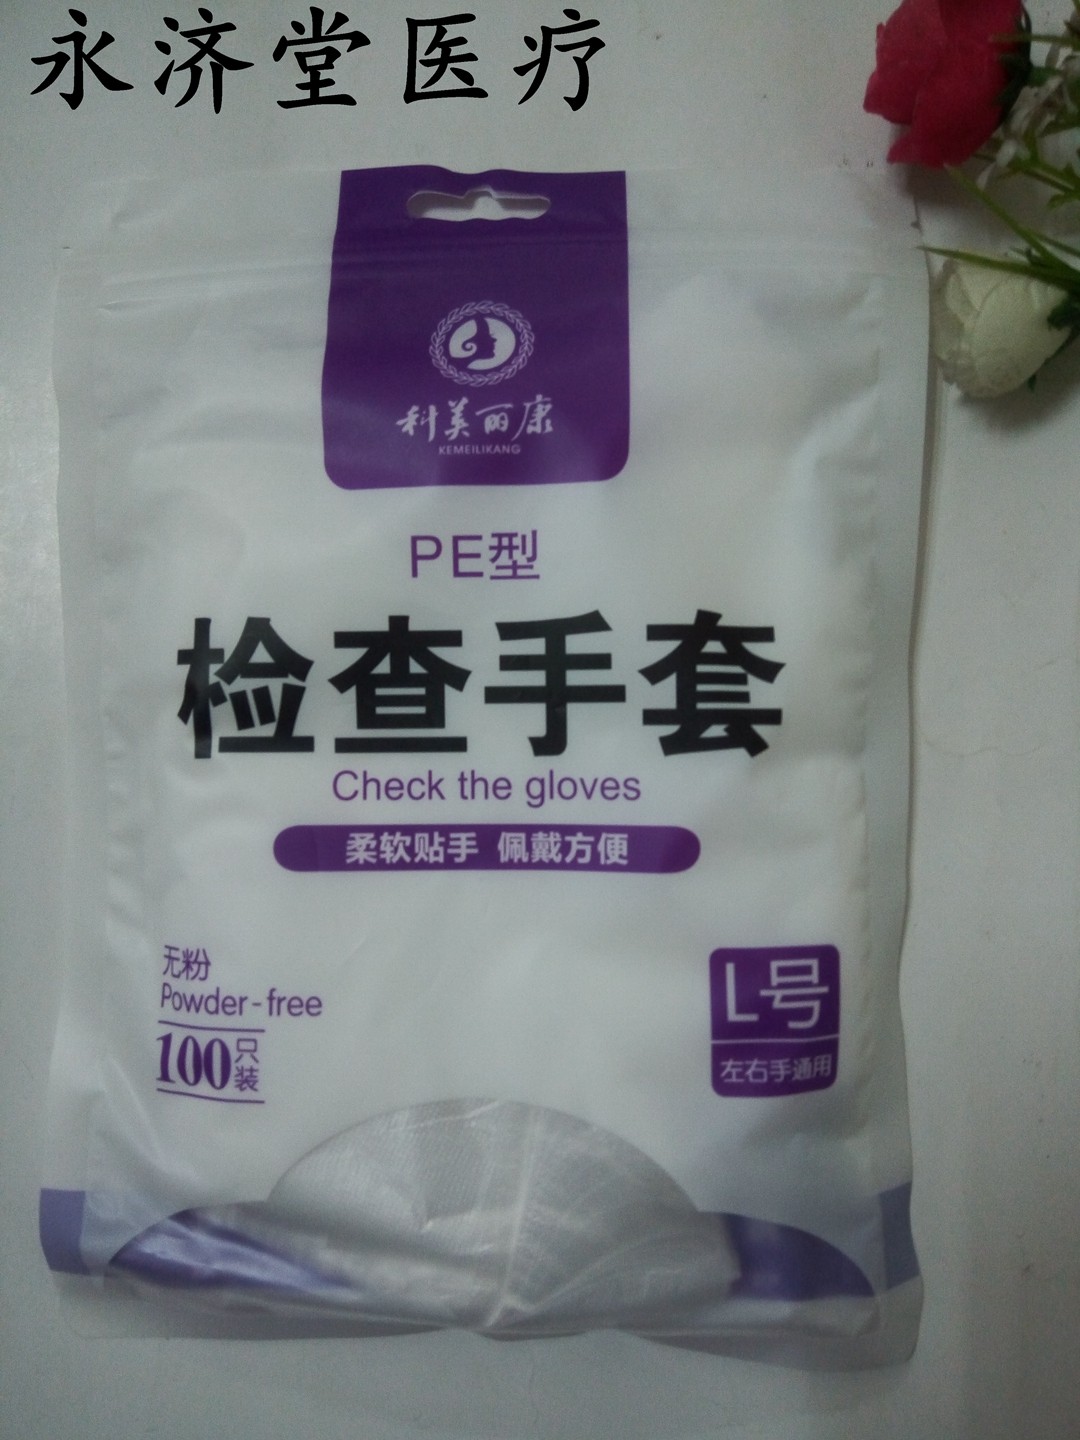 永济堂医疗
科美丽康
KEMEILIKANG
PE型
检查手套
Check the gloves
柔软贴手 佩戴方便
无粉
Powder-free
100只装
L号
左右手通用